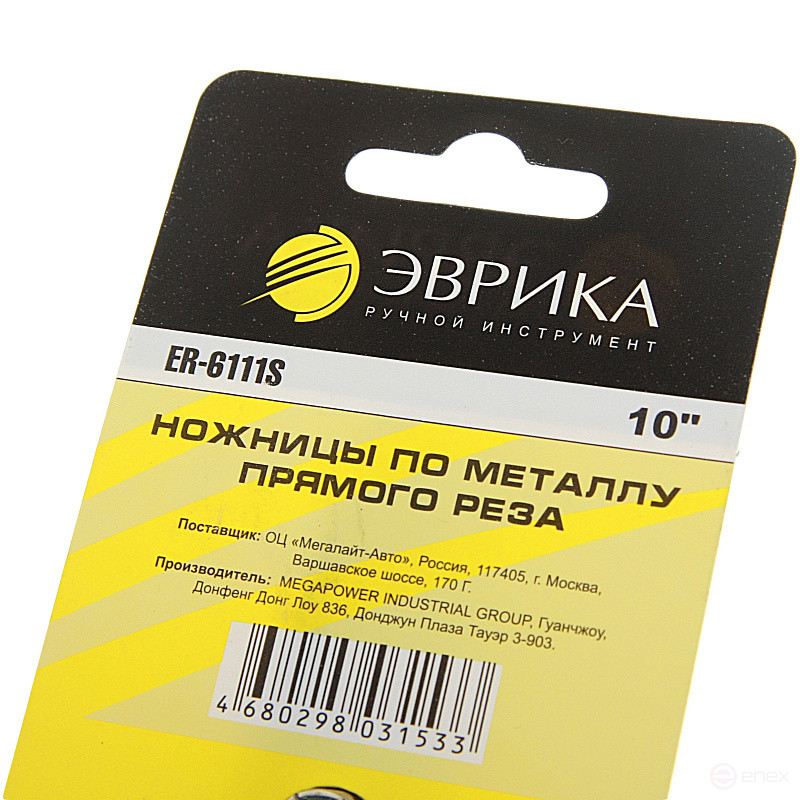 ЭВРИКА
РУЧНОЙ ИНСТРУМЕНТ
ER-6111S
10"
НОЖНИЦЫ ПО МЕТАЛЛУ
ПРЯМОГО РЕЗА
Поставщик: ОЦ «Мегалайт-Авто», Россия, 117405, г. Москва,
Варшавское шоссе, 170 Г.
Производитель: MEGAPOWER INDUSTRIAL GROUP, Гуанчжоу,
Донфенг Донг Лоу 836, Донджун Плаза Тауэр 3-903.
4 680298 031533
enex